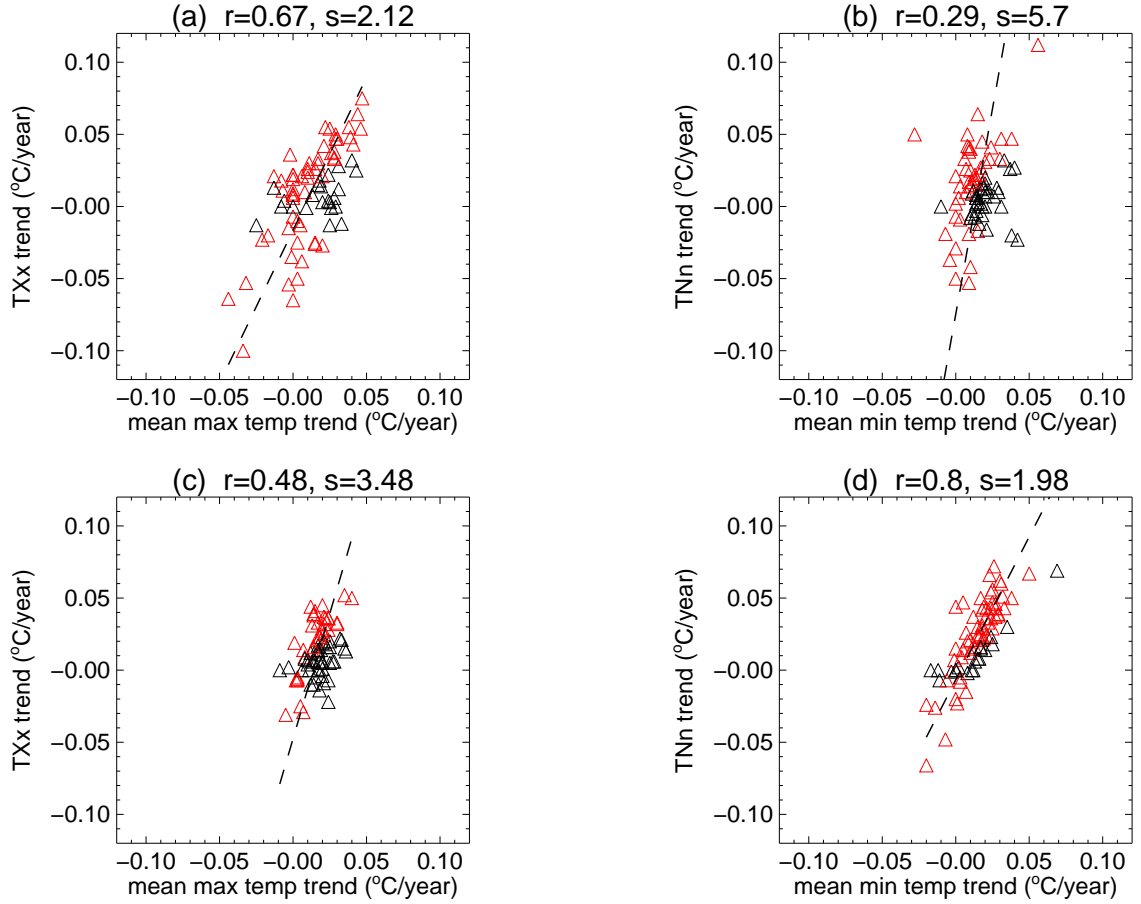 (a) r=0.67, s=2.12
0.10
0.05
−0.00
−0.05
−0.10
TXx trend (°C/year)
−0.10 −0.05 −0.00 0.05 0.10
mean max temp trend (°C/year)
(b) r=0.29, s=5.7
0.10
0.05
−0.00
−0.05
−0.10
TNn trend (°C/year)
−0.10 −0.05 −0.00 0.05 0.10
mean min temp trend (°C/year)
(c) r=0.48, s=3.48
0.10
0.05
−0.00
−0.05
−0.10
TXx trend (°C/year)
−0.10 −0.05 −0.00 0.05 0.10
mean max temp trend (°C/year)
(d) r=0.8, s=1.98
0.10
0.05
−0.00
−0.05
−0.10
TNn trend (°C/year)
−0.10 −0.05 −0.00 0.05 0.10
mean min temp trend (°C/year)